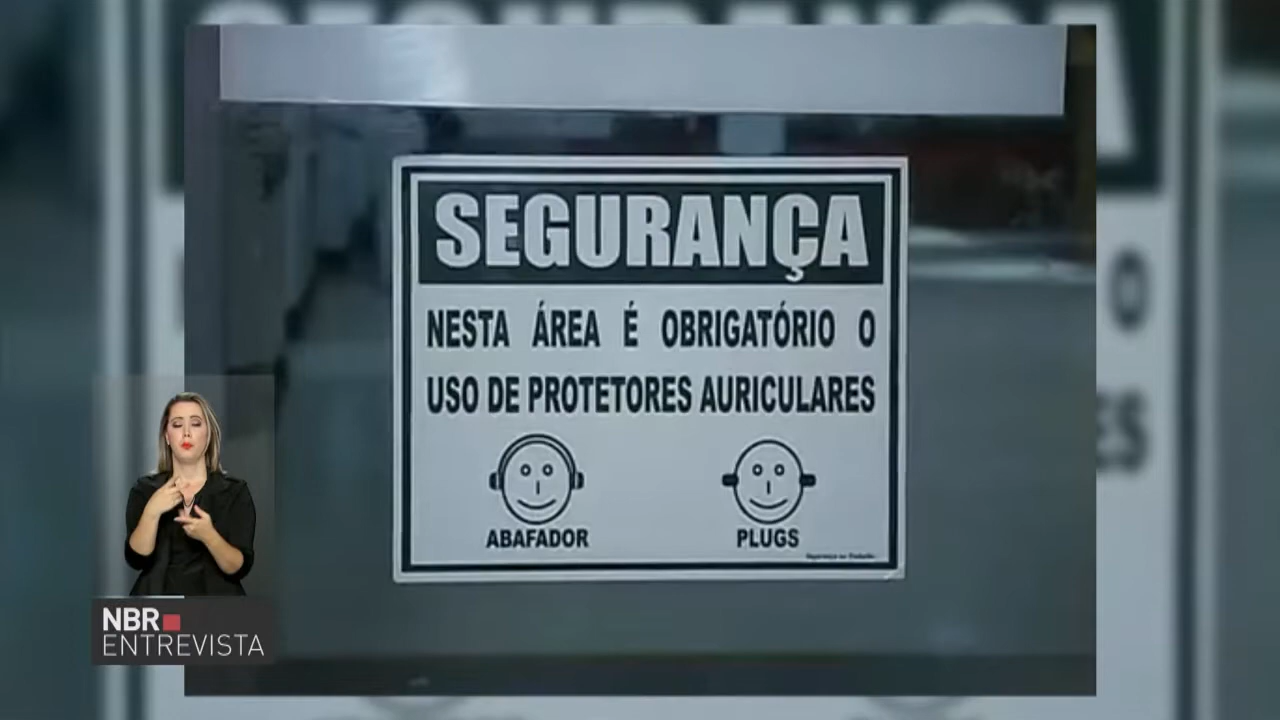 SEGURANÇA
NESTA ÁREA É OBRIGATÓRIO O
USO DE PROTETORES AURICULARES
ABAFADOR
PLUGS
NBR
ENTREVISTA